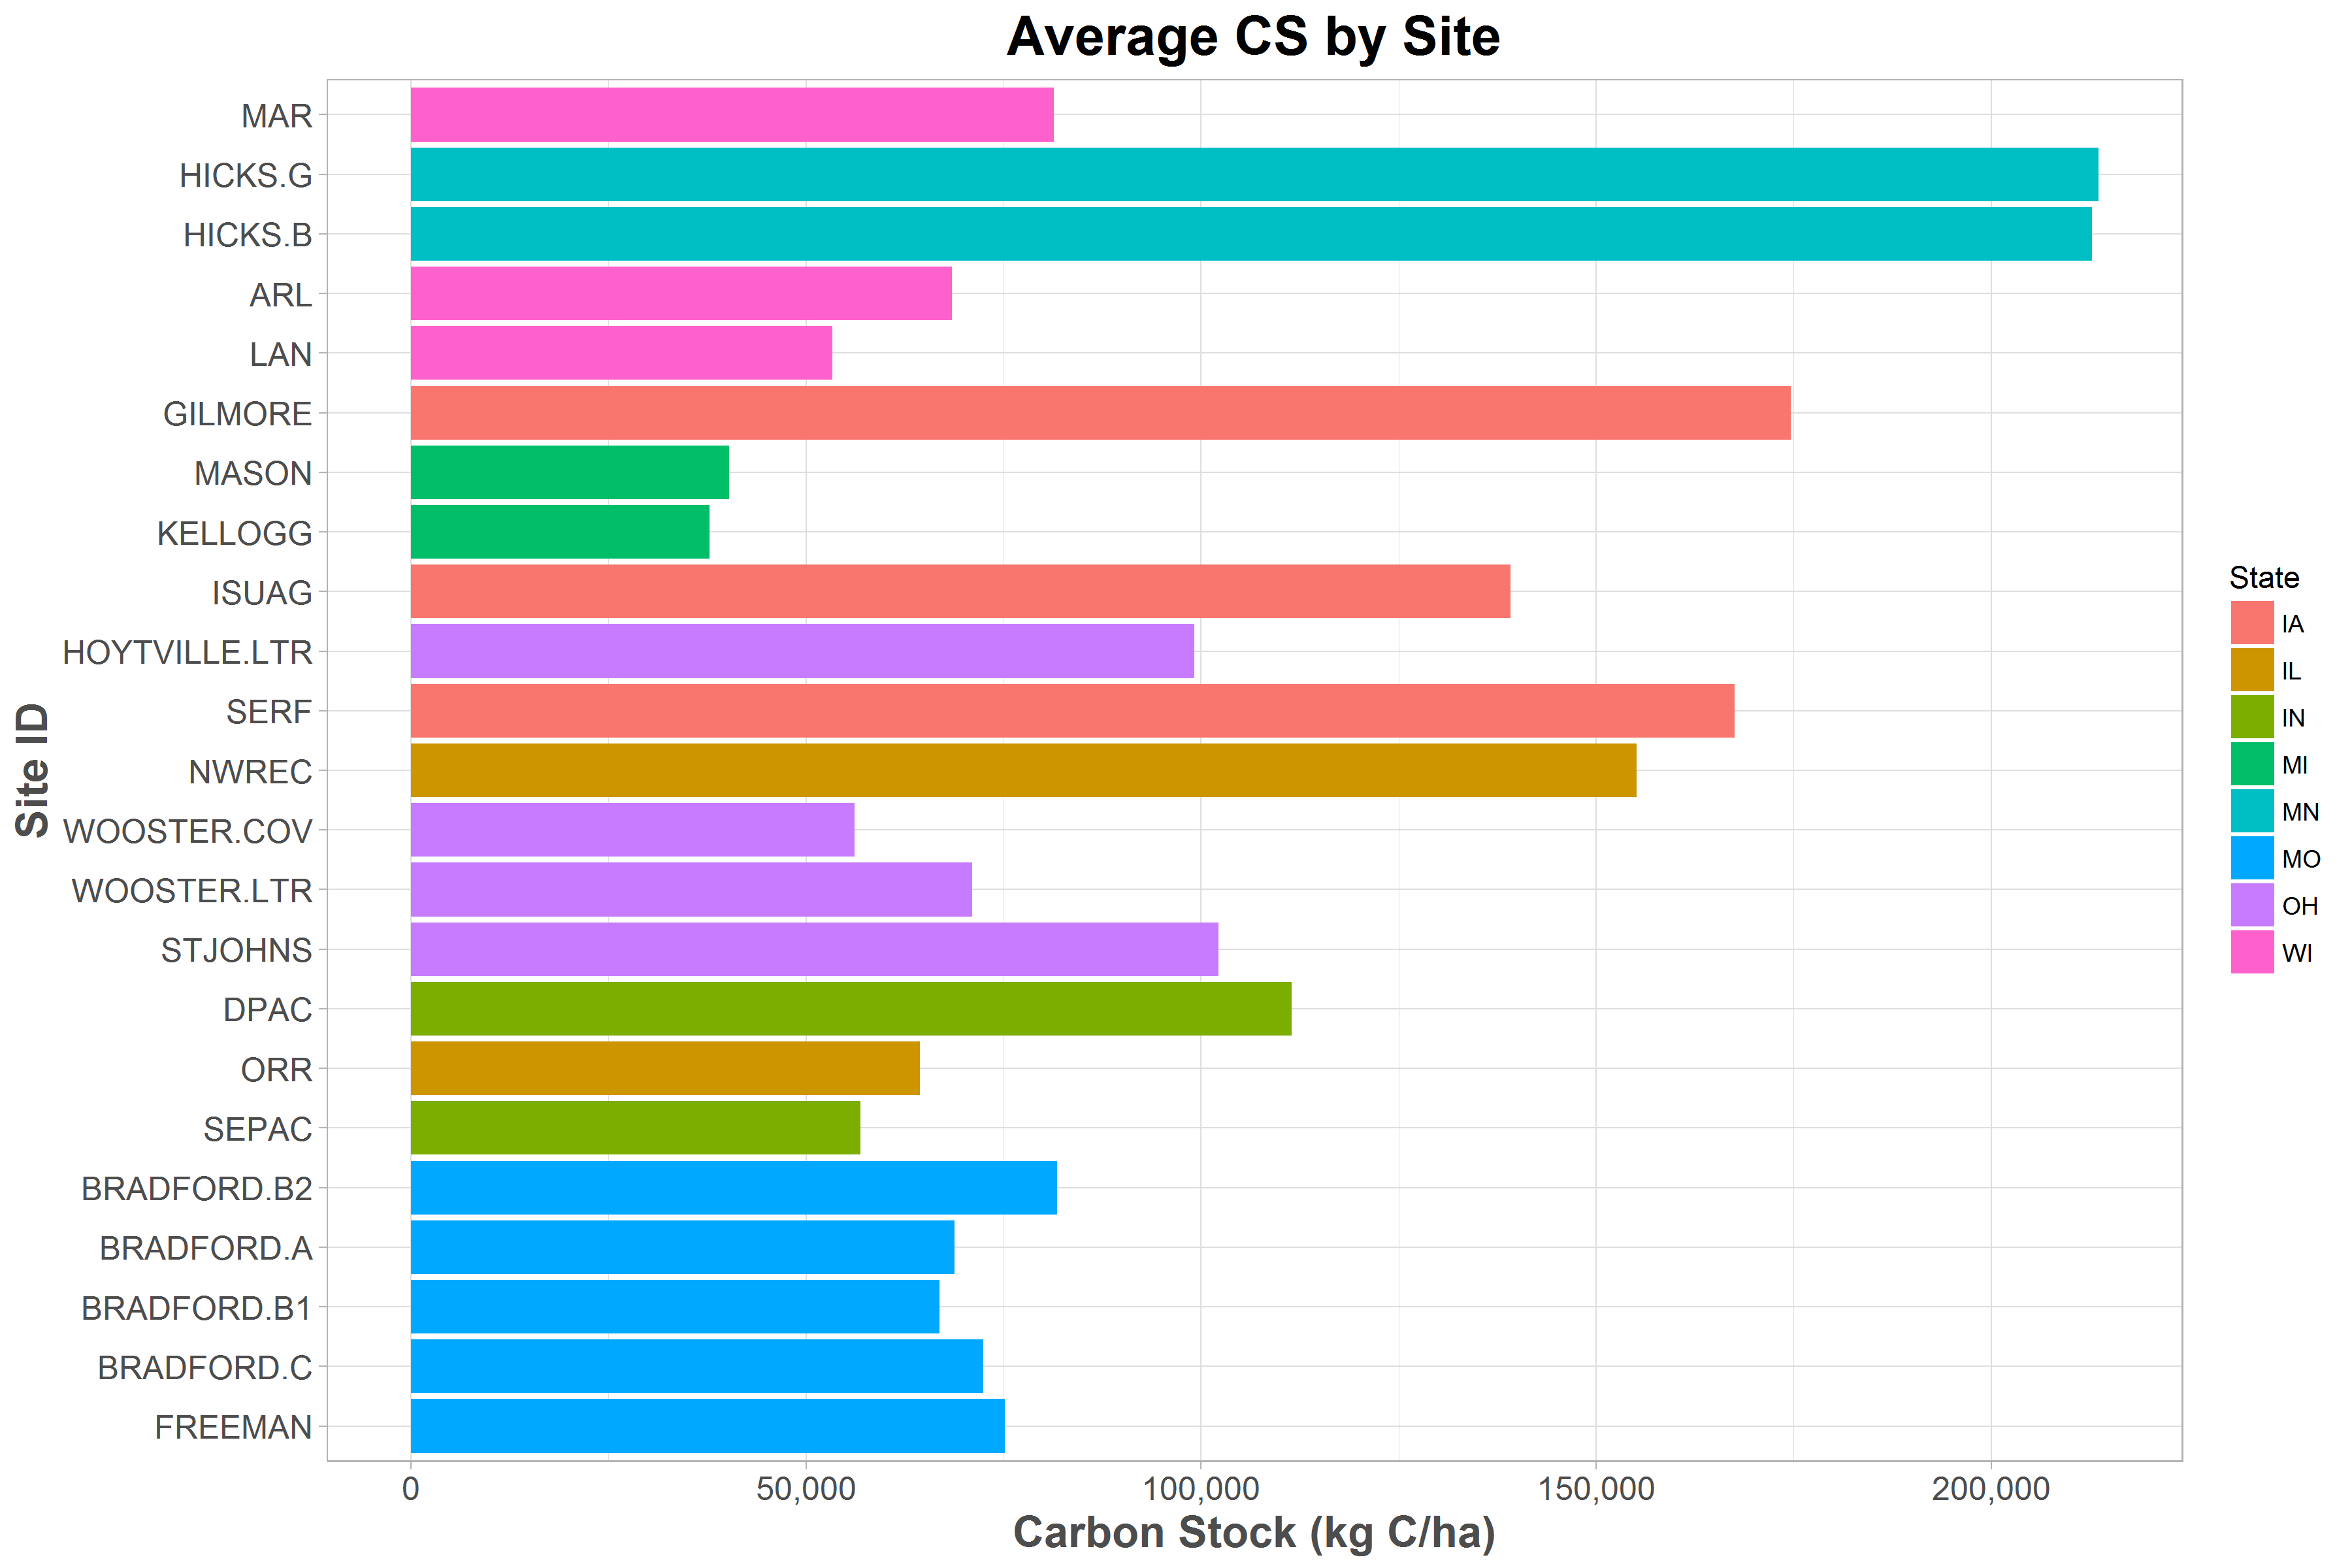 Average CS by Site
Site ID
MAR
HICKS.G
HICKS.B
ARL
LAN
GILMORE
MASON
KELLOGG
ISUAG
HOYTVILLE.LTR
SERF
NWREC
WOOSTER.COV
WOOSTER.LTR
STJOHNS
DPAC
ORR
SEPAC
BRADFORD.B2
BRADFORD.A
BRADFORD.B1
BRADFORD.C
FREEMAN
0 50,000 100,000 150,000 200,000
Carbon Stock (kg C/ha)
State
IA
IL
IN
MI
MN
MO
OH
WI